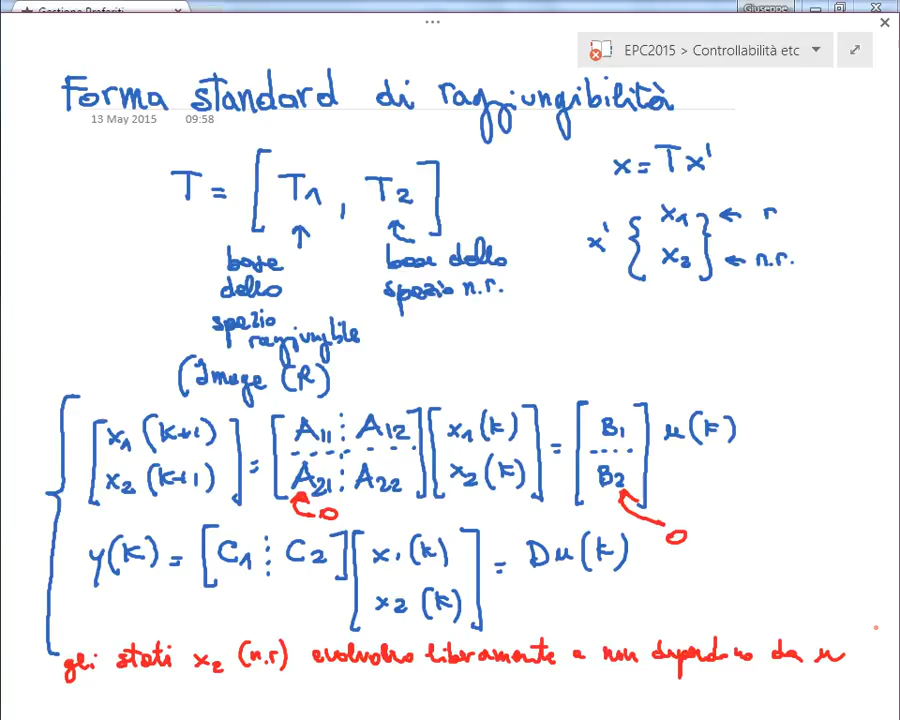 Gestione Preferiti
Giuseppe
EPC2015 > Controllabilità etc
Forma standard di raggiungibilità
13 May 2015 09:58
T = [T1, T2]
x = Tx'
x' { x1 ← r
x2 ← n.r.
base dello spazio raggiungibile
(Image (R)
base dello spazio n.r.
[x1 (k+1) x2 (k+1)] = [A11 ⋮ A12 A21 ⋮ A22] [x1 (k) x2 (k)] = [B1 B2] u(k)
0
0
y(k) = [C1 ⋮ C2] [x1 (k) x2 (k)] = Du(k)
gli stati x2 (n.r) evolvono liberamente e non dipendono da u